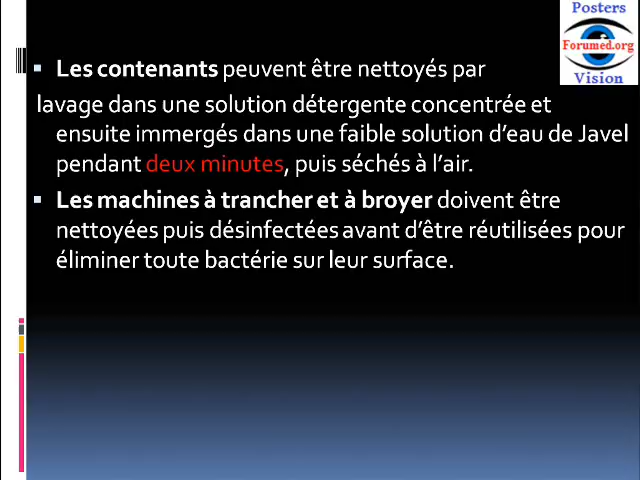 Posters
Forumed.org
Vision
Les contenants peuvent être nettoyés par
lavage dans une solution détergente concentrée et
ensuite immergés dans une faible solution d'eau de Javel
pendant deux minutes, puis séchés à l'air.
Les machines à trancher et à broyer doivent être
nettoyées puis désinfectées avant d'être réutilisées pour
éliminer toute bactérie sur leur surface.